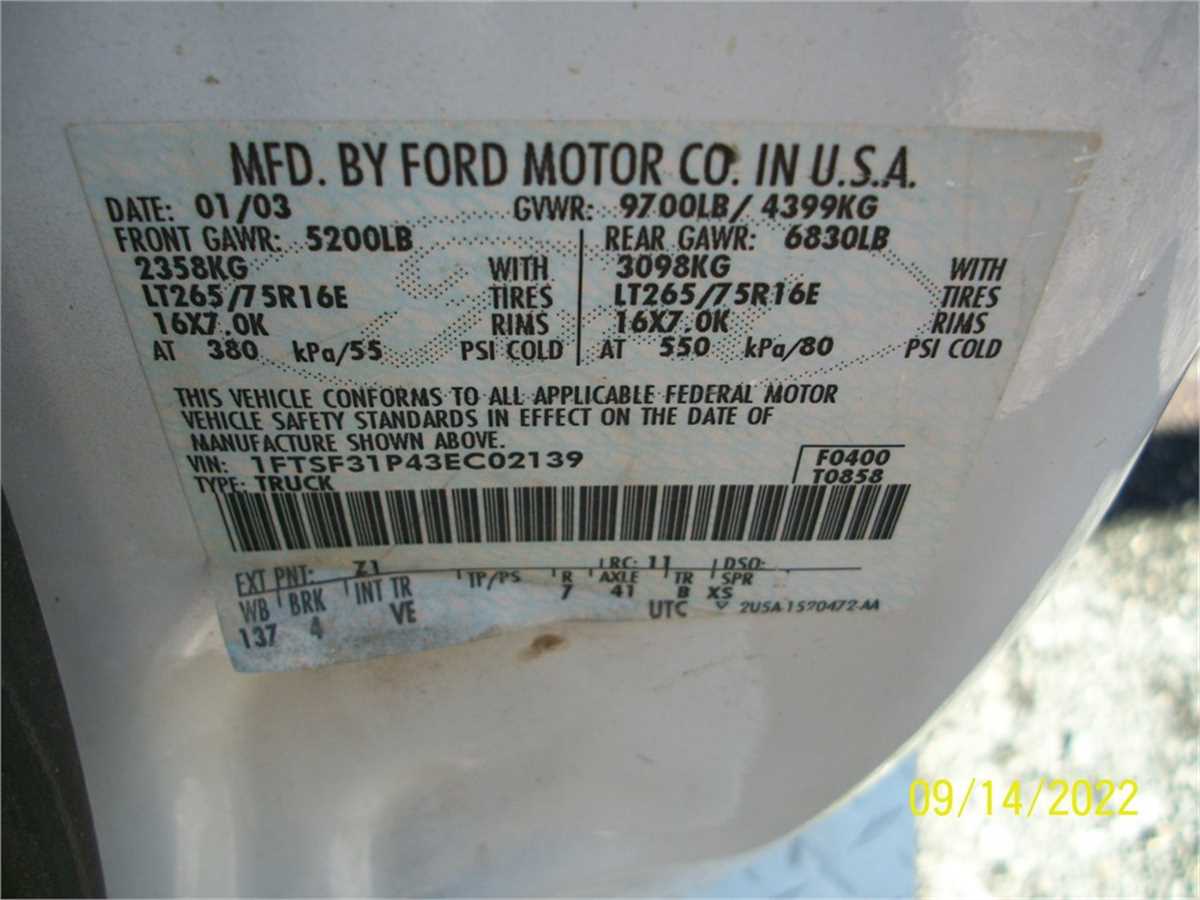 MFD. BY FORD MOTOR CO. IN U.S.A.
DATE: 01/03 GVWR: 9700LB/ 4399KG
FRONT GAWR: 5200LB REAR GAWR: 6830LB
2358KG WITH 3098KG WITH
LT265/75R16E TIRES LT265/75R16E TIRES
16X7.0K RIMS 16X7.0K RIMS
AT 380 kPa/55 PSI COLD AT 550 kPa/80 PSI COLD
THIS VEHICLE CONFORMS TO ALL APPLICABLE FEDERAL MOTOR
VEHICLE SAFETY STANDARDS IN EFFECT ON THE DATE OF
MANUFACTURE SHOWN ABOVE.
VIN: 1FTSF31P43EC02139 F0400
TYPE: TRUCK T0858
EXT PNT: Z1 RC: 11 DSO:
WB BRK INT TR TP/PS R AXLE TR SPR
137 4 VE 7 41 B XS
UTC 2U5A-1520472-AA
09/14/2022